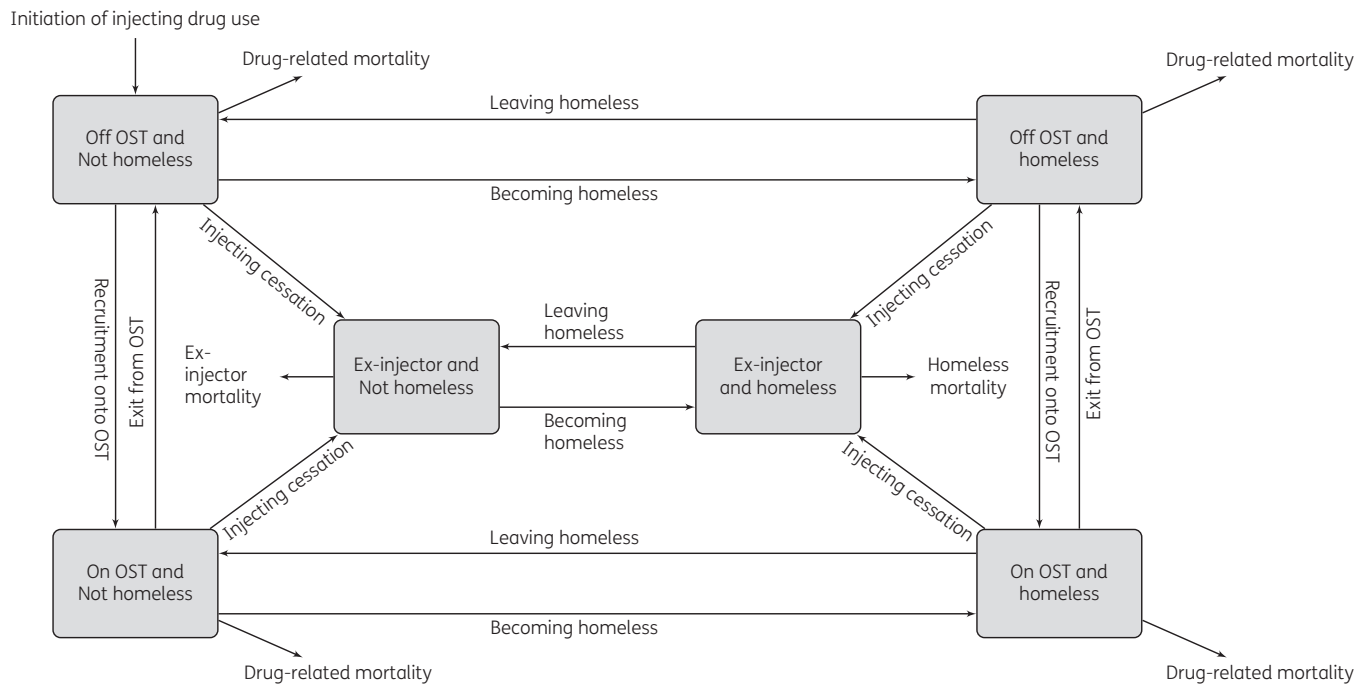 Initiation of injecting drug use
Drug-related mortality
Drug-related mortality
Off OST and
Not homeless
Leaving homeless
Becoming homeless
Off OST and
homeless
Injecting cessation
Injecting cessation
Recruitment onto OST
Exit from OST
Ex-
injector
mortality
Ex-injector and
Not homeless
Leaving
homeless
Becoming
homeless
Ex-injector
and homeless
Homeless
mortality
Recruitment onto OST
Exit from OST
Injecting cessation
Injecting cessation
On OST and
Not homeless
Leaving homeless
Becoming homeless
On OST and
homeless
Drug-related mortality
Drug-related mortality